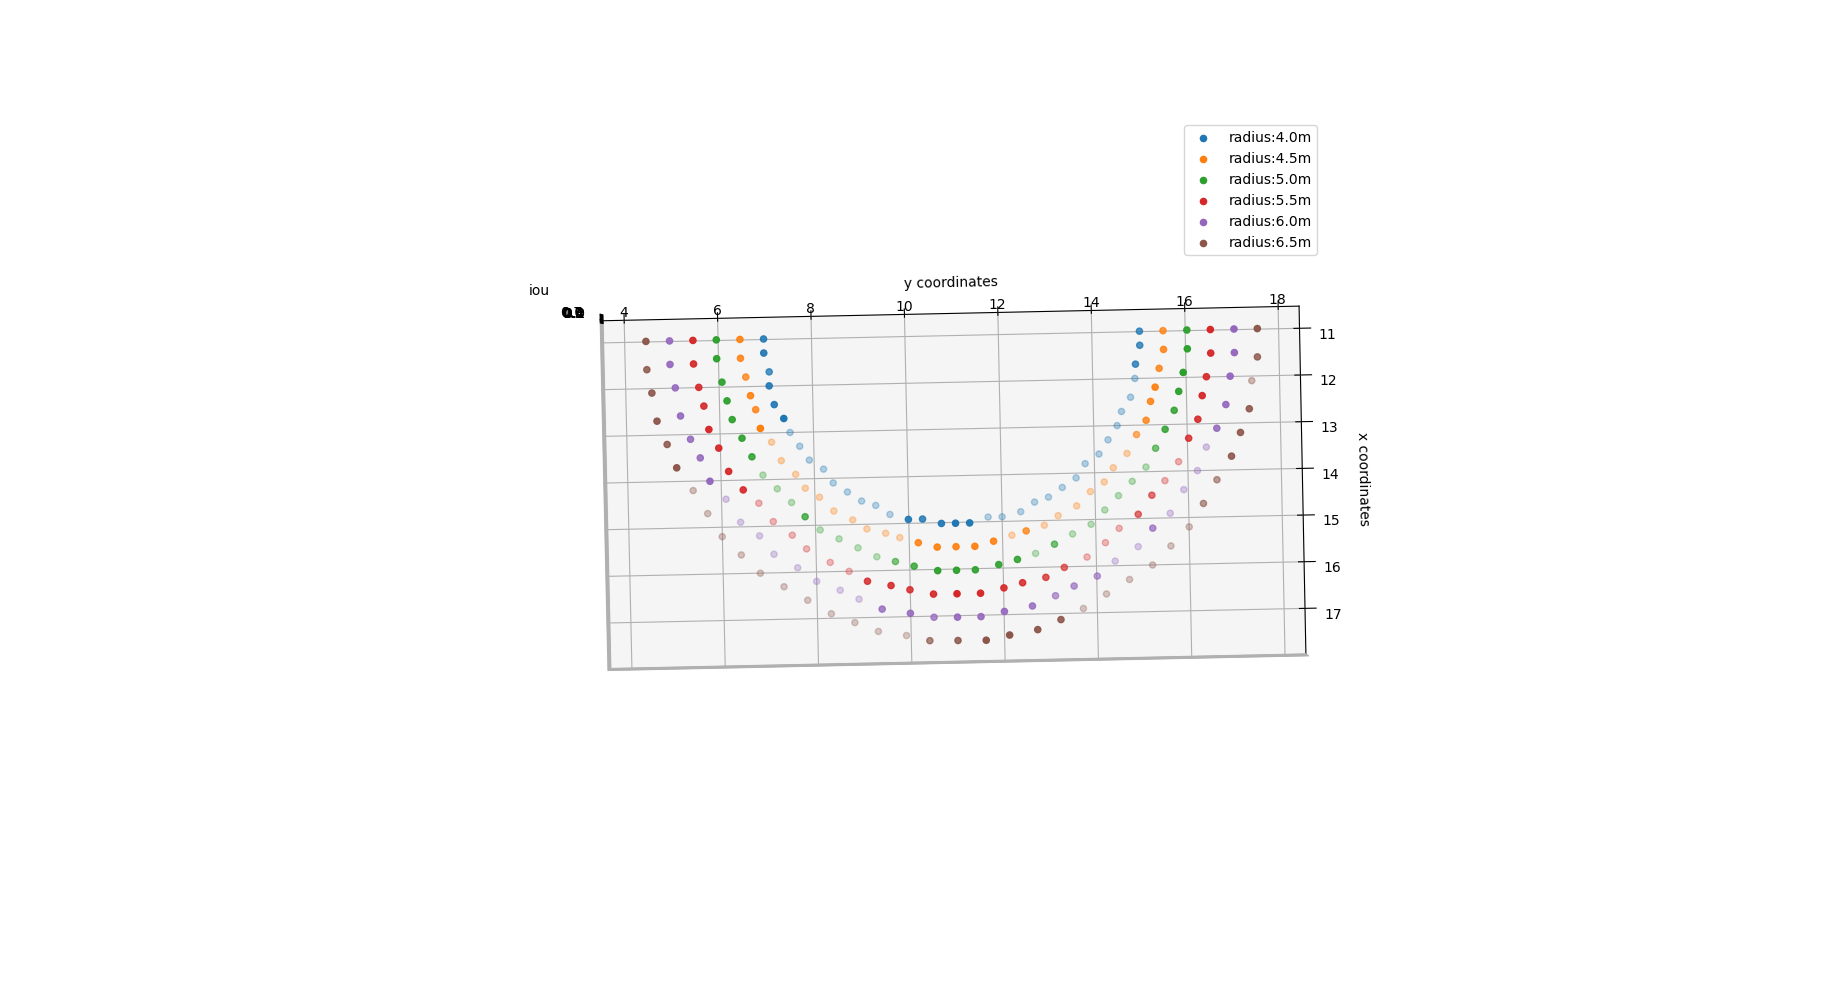 radius:4.0m
radius:4.5m
radius:5.0m
radius:5.5m
radius:6.0m
radius:6.5m
iou
y coordinates
4 6 8 10 12 14 16 18
11
12
13
14
15
16
17
x coordinates